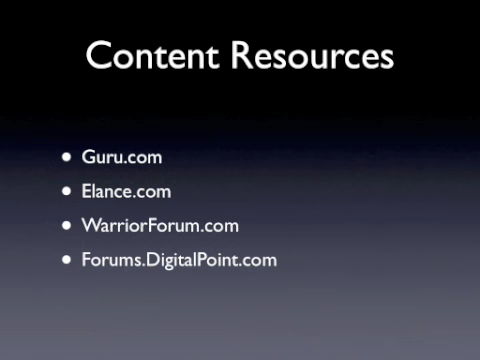 Content Resources
• Guru.com
• Elance.com
• WarriorForum.com
• Forums.DigitalPoint.com